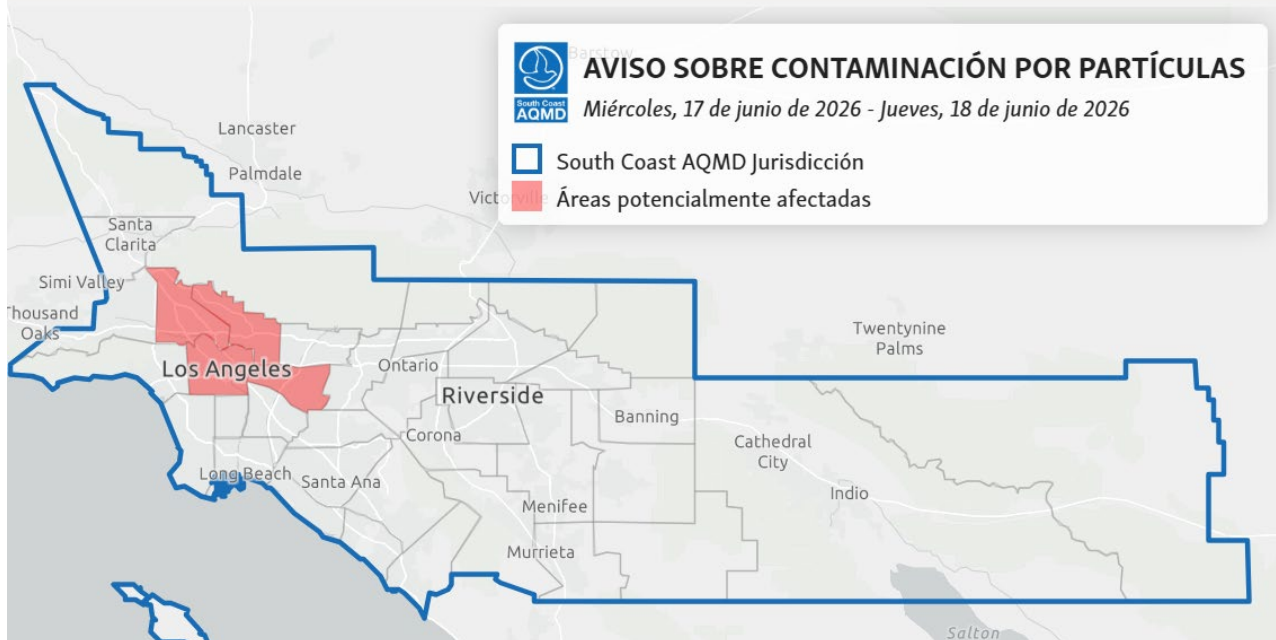 Barstow
AVISO SOBRE CONTAMINACIÓN POR PARTÍCULAS
Miércoles, 17 de junio de 2026 - Jueves, 18 de junio de 2026
South Coast
AQMD
South Coast AQMD Jurisdicción
Áreas potencialmente afectadas
Lancaster
Palmdale
Victorville
Santa
Clarita
Simi Valley
Thousand
Oaks
Los Angeles
Ontario
Riverside
Banning
Corona
Twentynine
Palms
Cathedral
City
Long Beach
Santa Ana
Indio
Menifee
Murrieta
Salton